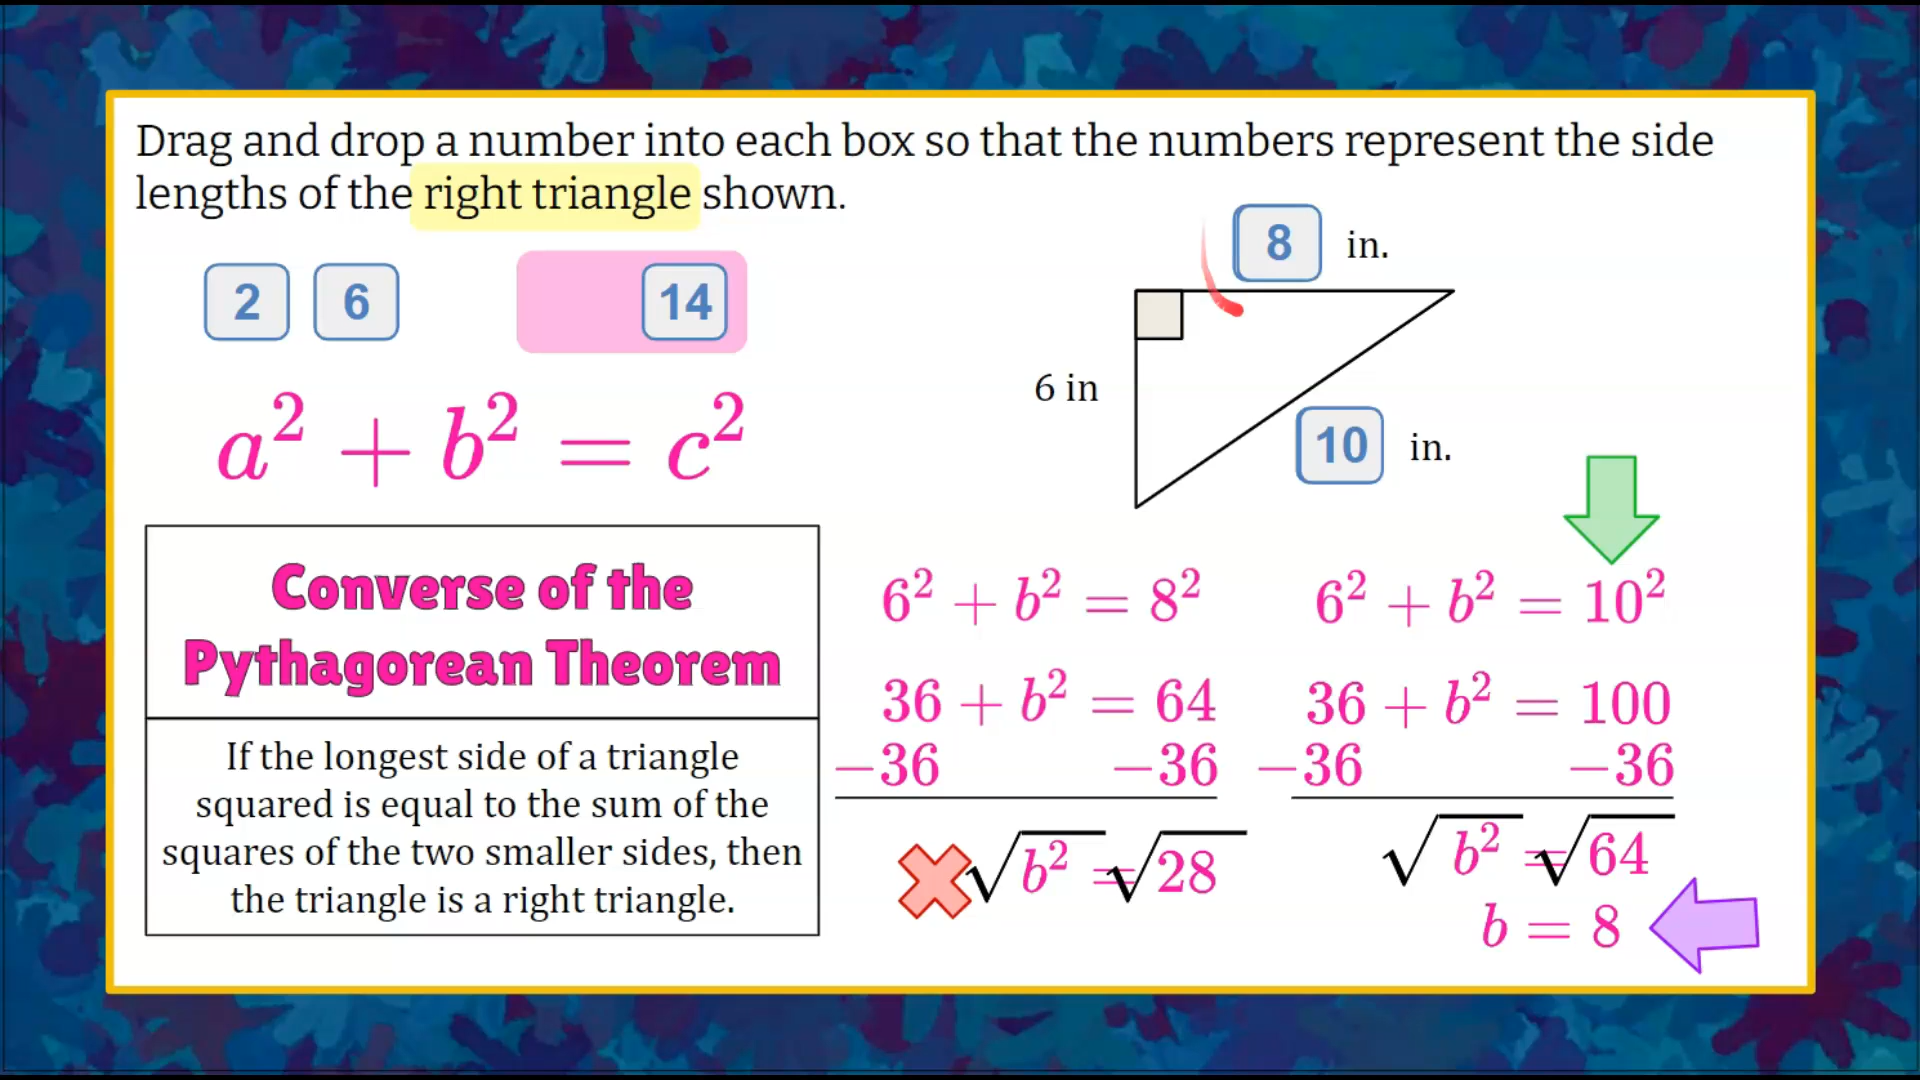 Drag and drop a number into each box so that the numbers represent the side
lengths of the right triangle shown.
8 in.
2 6 14
6 in
10 in.
a² + b² = c²
Converse of the
Pythagorean Theorem
If the longest side of a triangle
squared is equal to the sum of the
squares of the two smaller sides, then
the triangle is a right triangle.
6² + b² = 8²
36 + b² = 64
−36 −36
√b² = √28
6² + b² = 10²
36 + b² = 100
−36 −36
√b² = √64
b = 8